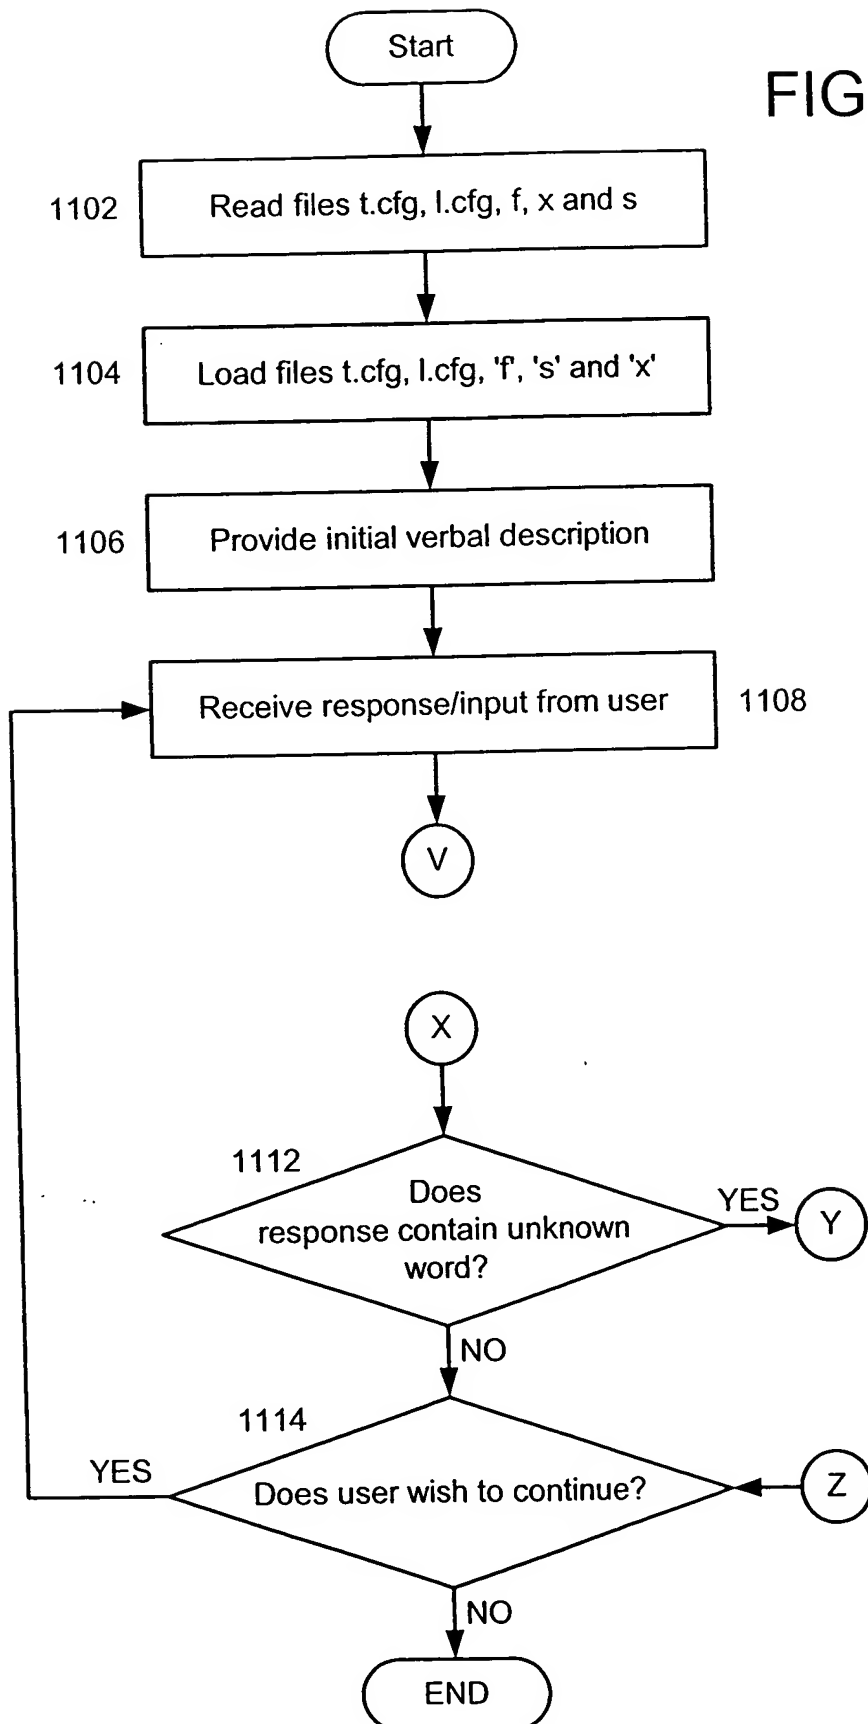 Start
FIG
1102
Read files t.cfg, l.cfg, f, x and s
1104
Load files t.cfg, l.cfg, 'f', 's' and 'x'
1106
Provide initial verbal description
Receive response/input from user
1108
V
X
1112
Does
response contain unknown
word?
YES
Y
NO
1114
YES
Does user wish to continue?
Z
NO
END